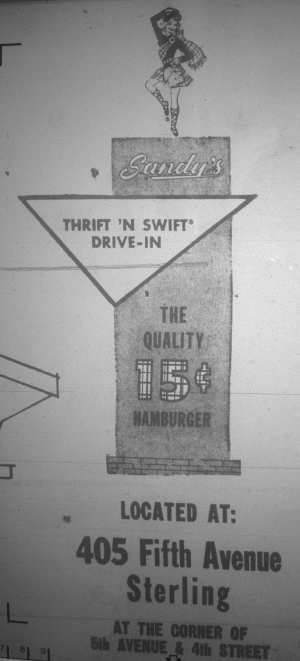 Sandy's
THRIFT 'N SWIFT®
DRIVE-IN
THE
QUALITY
15¢
HAMBURGER
LOCATED AT:
405 Fifth Avenue
Sterling
AT THE CORNER OF
5th AVENUE & 4th STREET